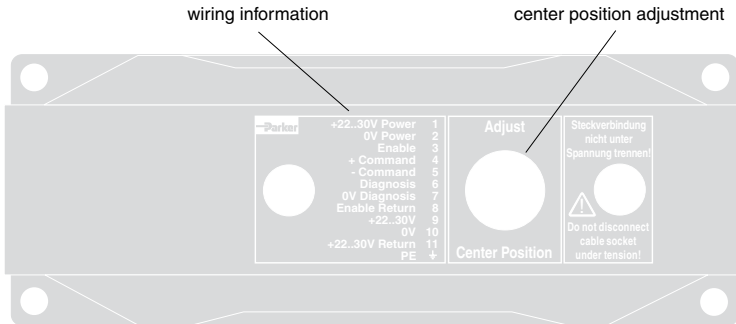 wiring information
center position adjustment
Parker
+22..30V Power 1
0V Power 2
Enable 3
+ Command 4
- Command 5
Diagnosis 6
0V Diagnosis 7
Enable Return 8
+22..30V 9
0V 10
+22..30V Return 11
PE ⏚
Adjust
Center Position
Steckverbindung
nicht unter
Spannung trennen!
Do not disconnect
cable socket
under tension!